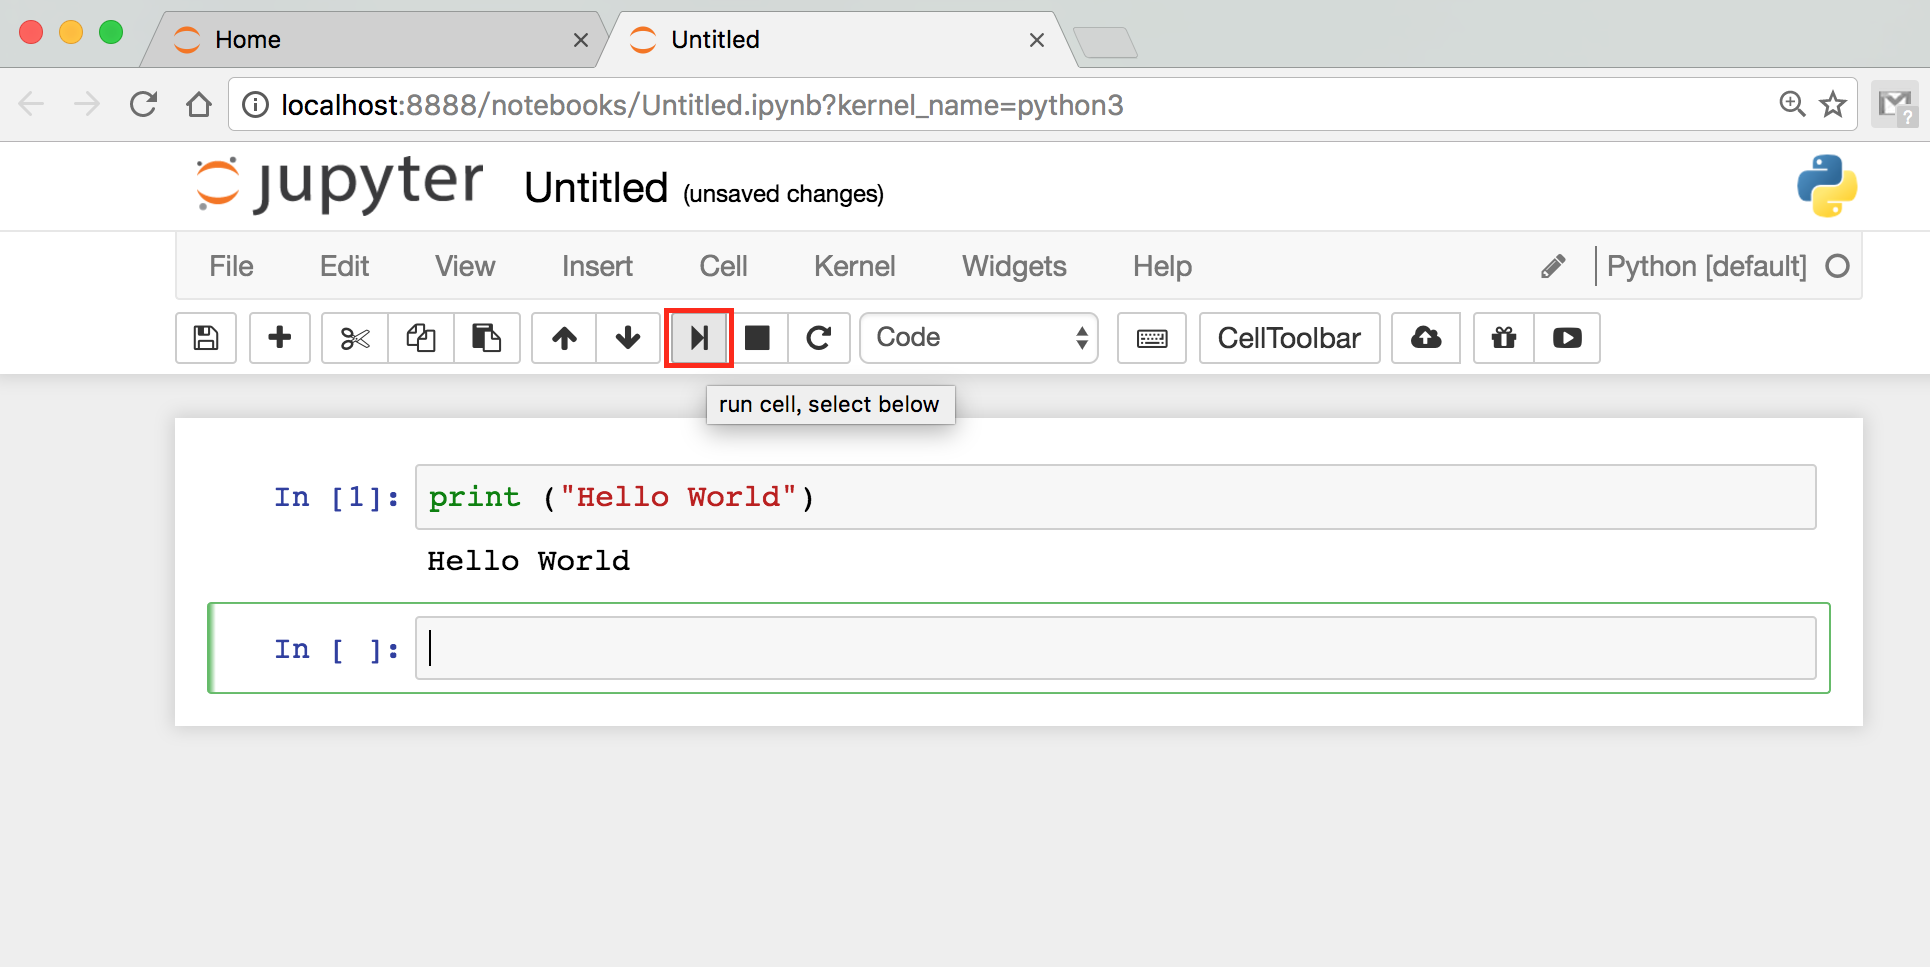 Home
Untitled
localhost:8888/notebooks/Untitled.ipynb?kernel_name=python3
?
jupyter Untitled (unsaved changes)
File Edit View Insert Cell Kernel Widgets Help Python [default]
Code CellToolbar
run cell, select below
In [1]: print ("Hello World")
Hello World
In [ ]: